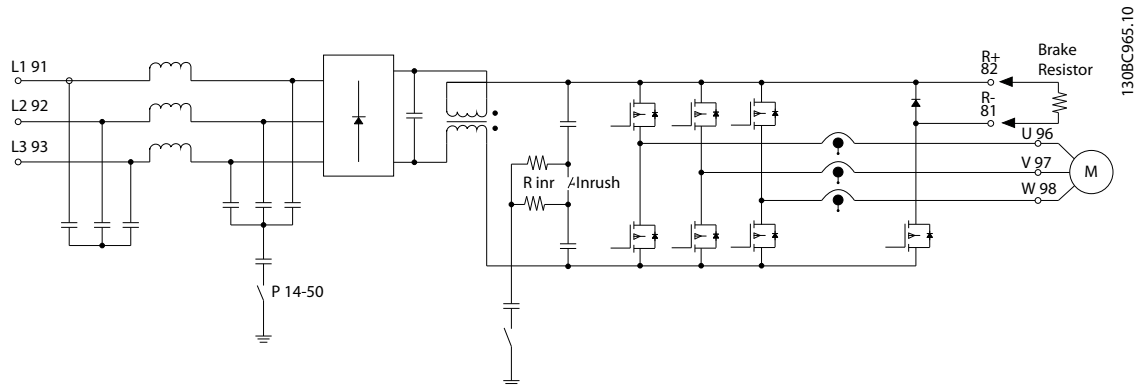 130BC965.10
L1 91
L2 92
L3 93
P 14-50
R inr
Inrush
R+
82
Brake
Resistor
R-
81
U 96
V 97
W 98
M